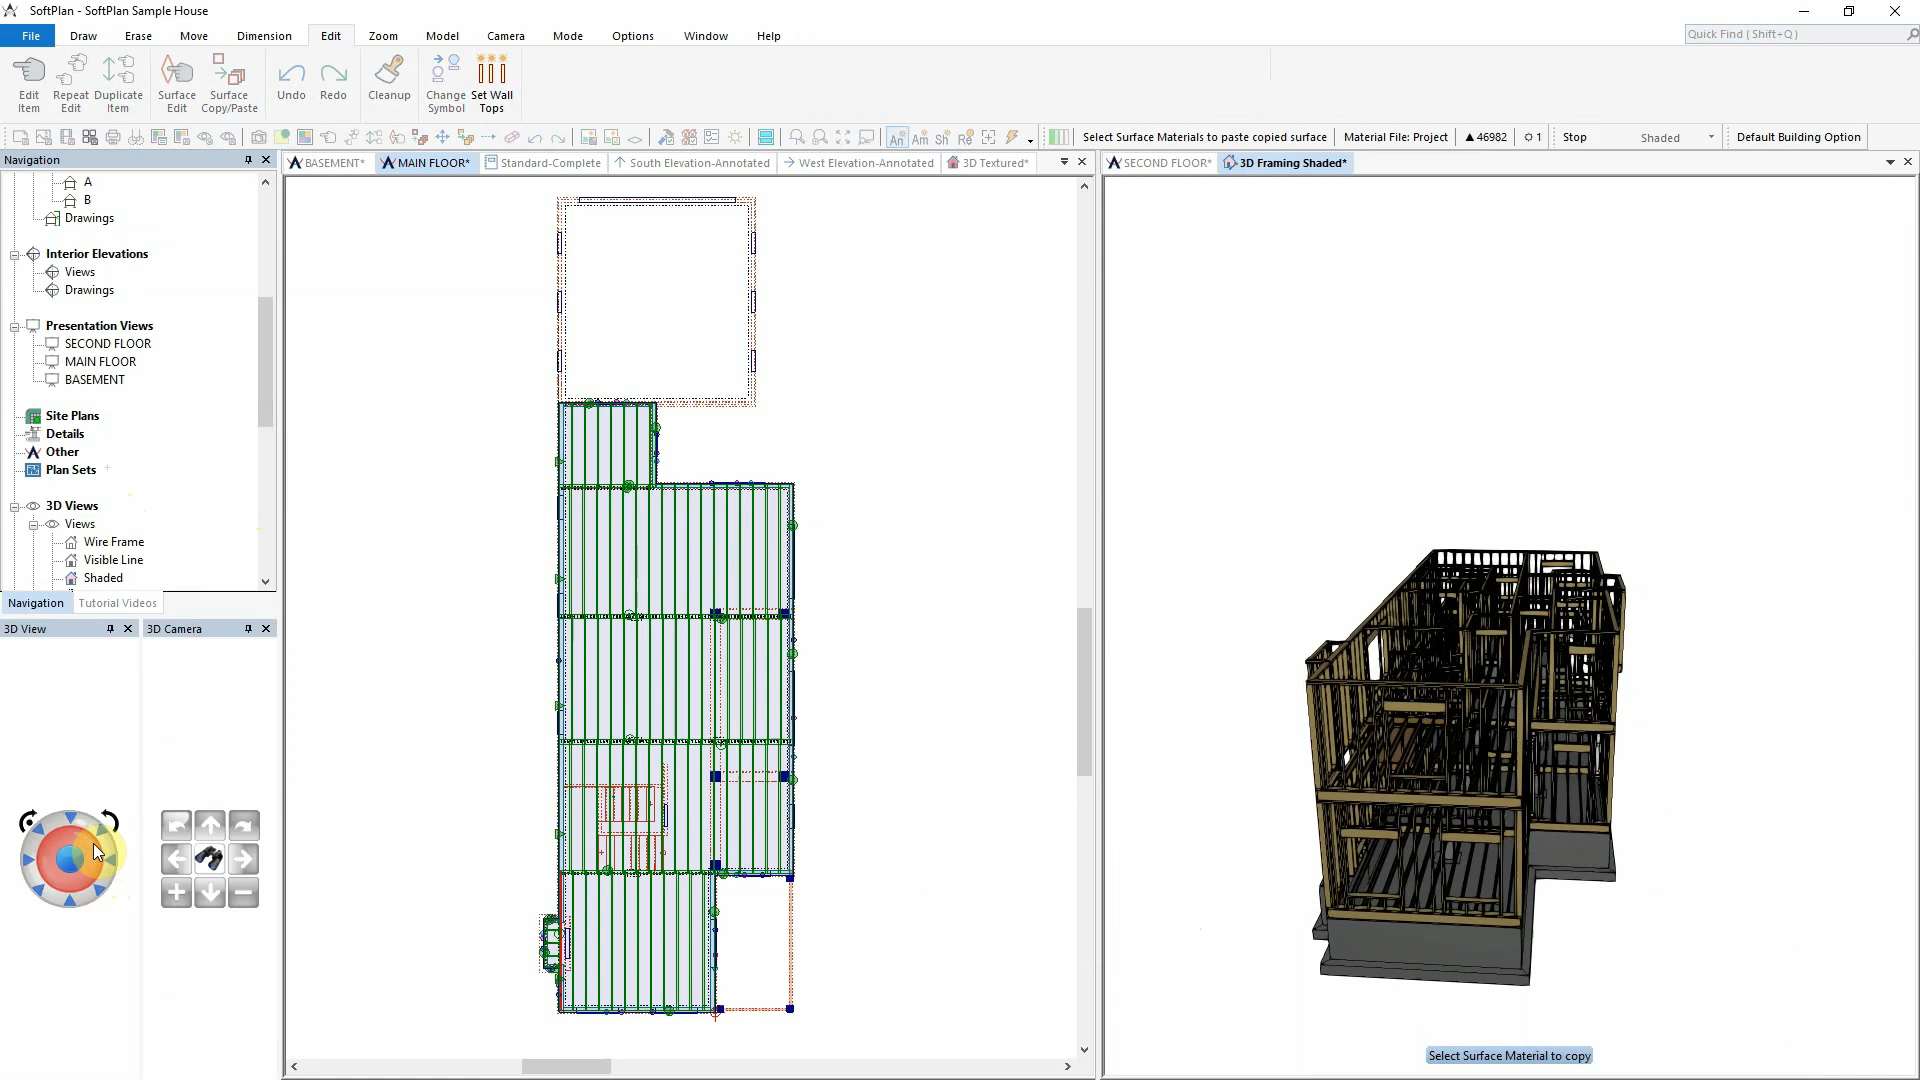 SoftPlan - SoftPlan Sample House
File Draw Erase Move Dimension Edit Zoom Model Camera Mode Options Window Help
Quick Find ( Shift+Q )
Edit Item
Repeat Edit
Duplicate Item
Surface Edit
Surface Copy/Paste
Undo
Redo
Cleanup
Change Symbol
Set Wall Tops
An Am Sh Re
Select Surface Materials to paste copied surface
Material File: Project
▲ 46982
1
Stop
Shaded
Default Building Option
Navigation
BASEMENT*
MAIN FLOOR*
Standard-Complete
South Elevation-Annotated
West Elevation-Annotated
3D Textured*
SECOND FLOOR*
3D Framing Shaded*
A
B
Drawings
Interior Elevations
Views
Drawings
Presentation Views
SECOND FLOOR
MAIN FLOOR
BASEMENT
Site Plans
Details
Other
Plan Sets
3D Views
Views
Wire Frame
Visible Line
Shaded
Navigation
Tutorial Videos
3D View
3D Camera
Select Surface Material to copy